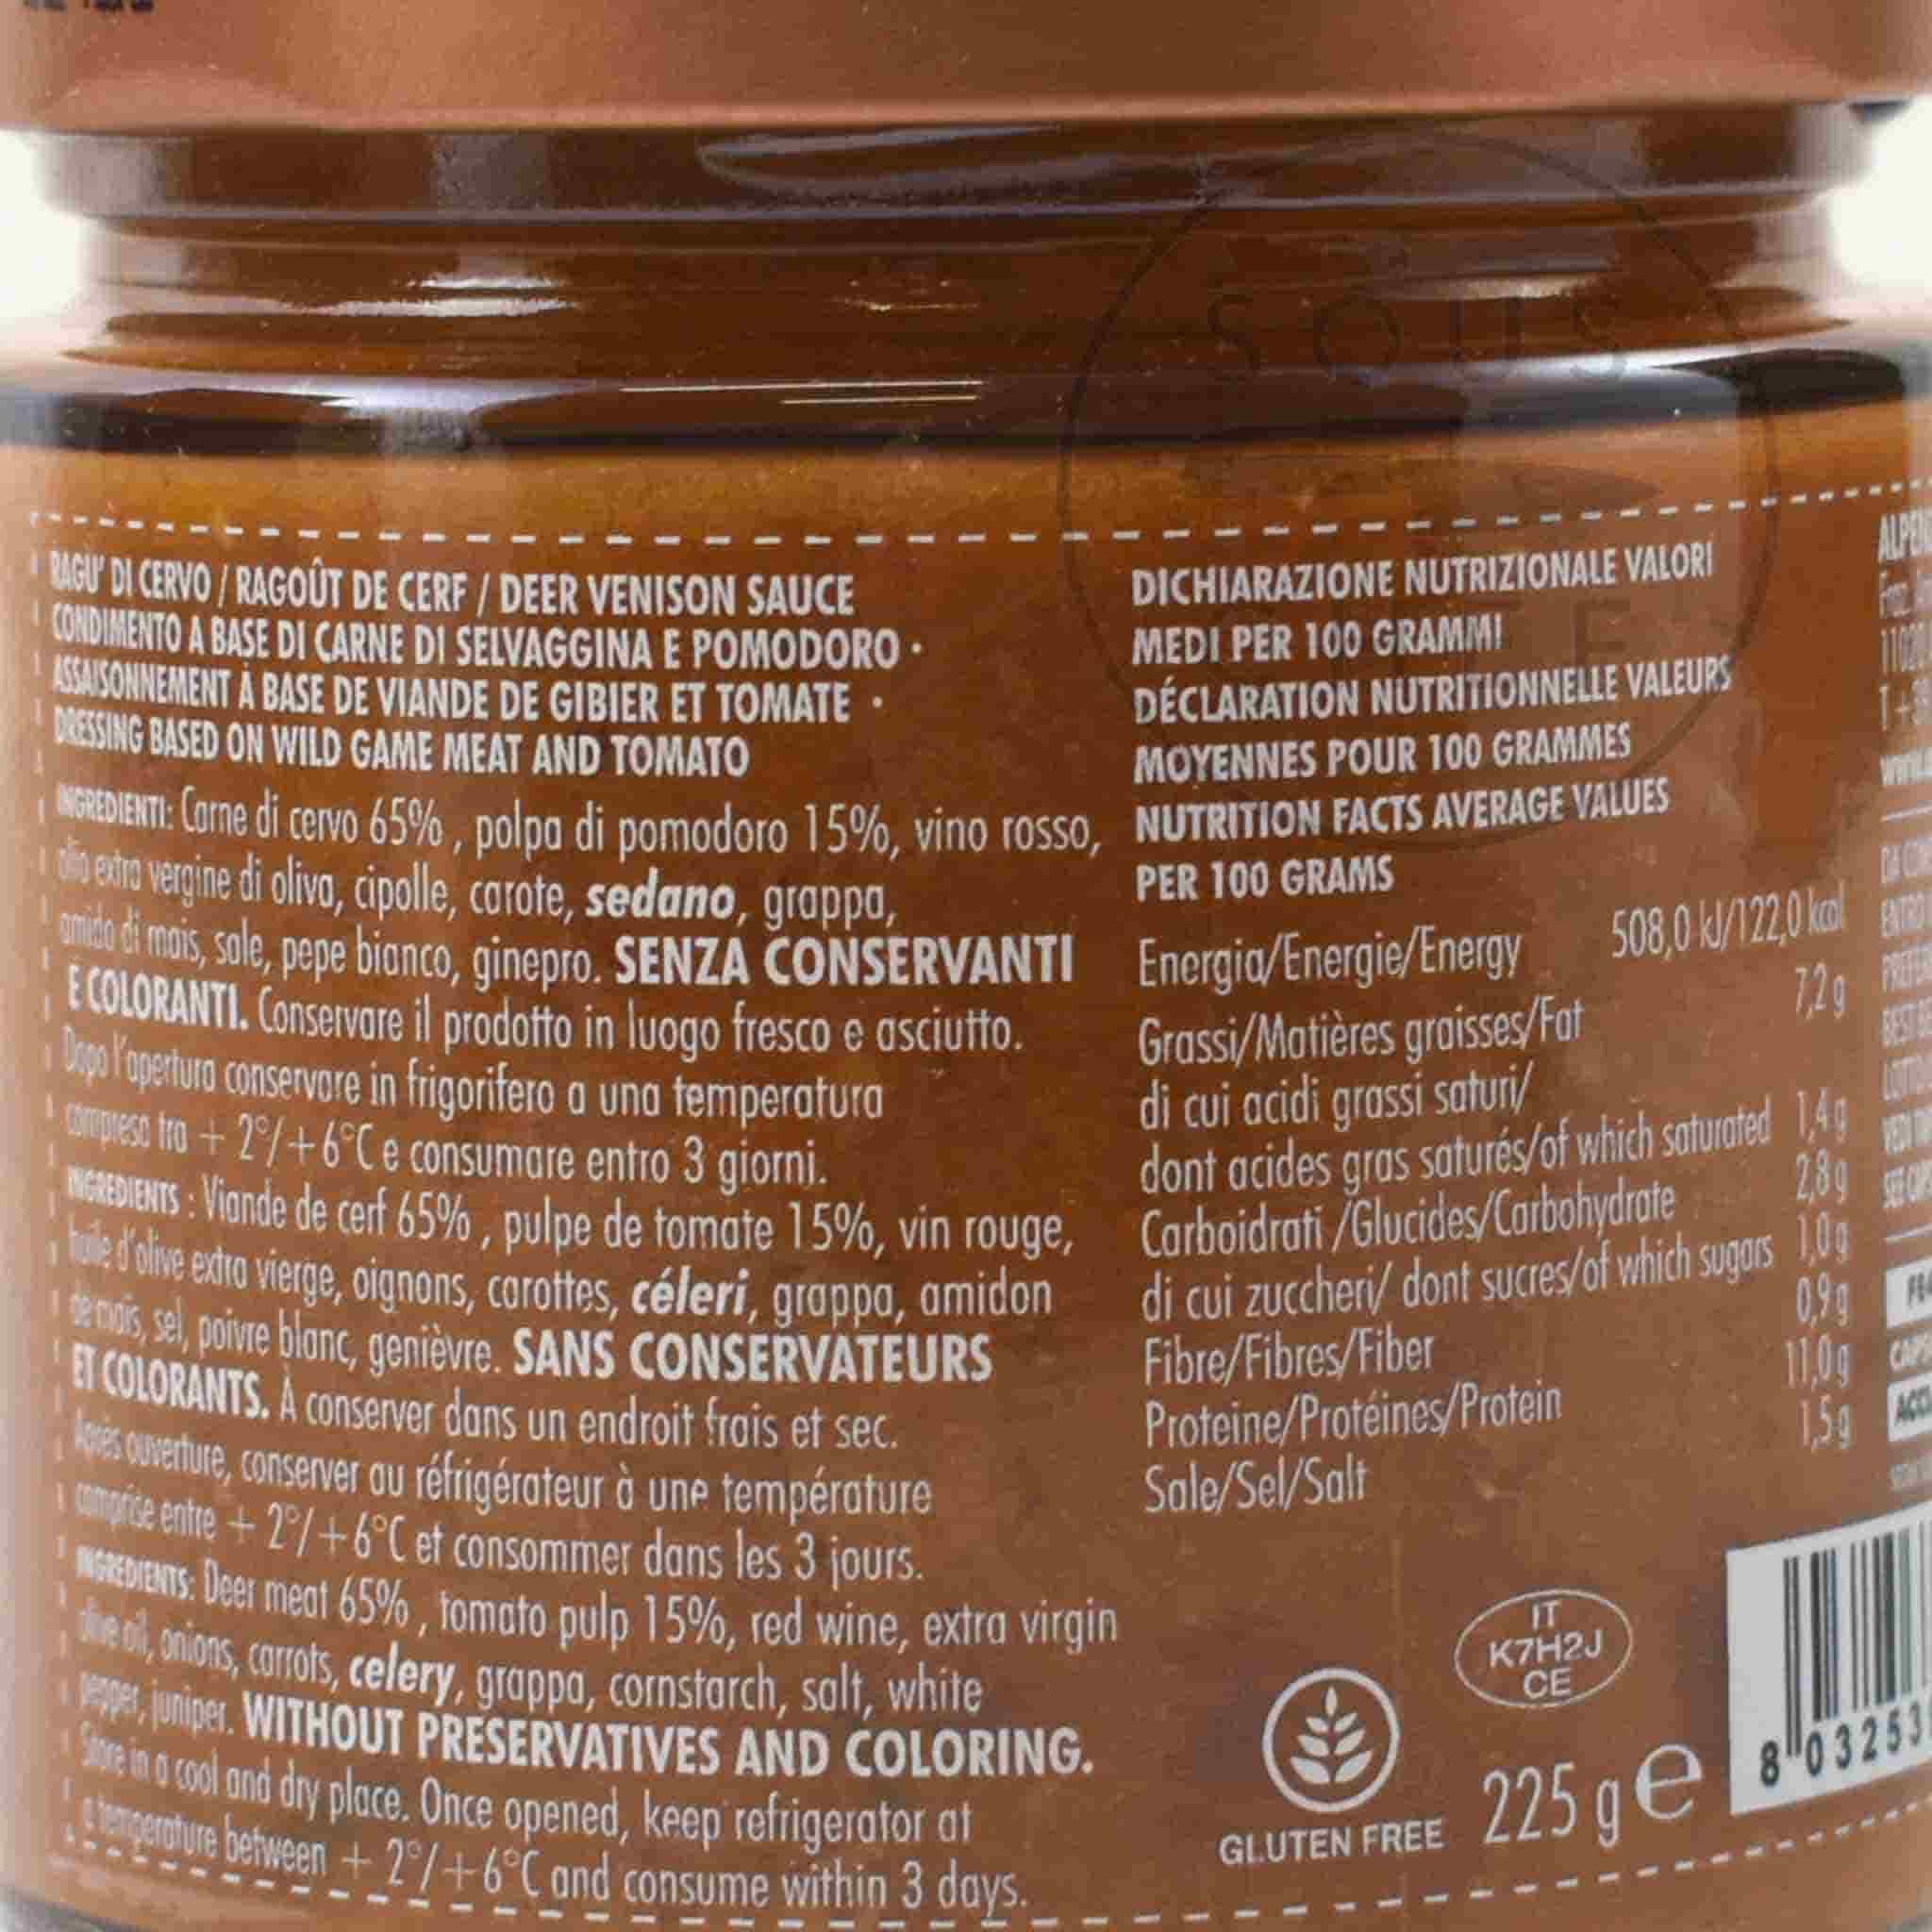 RAGU' DI CERVO / RAGOÛT DE CERF / DEER VENISON SAUCE
CONDIMENTO A BASE DI CARNE DI SELVAGGINA E POMODORO •
ASSAISONNEMENT À BASE DE VIANDE DE GIBIER ET TOMATE •
DRESSING BASED ON WILD GAME MEAT AND TOMATO
INGREDIENTI: Carne di cervo 65% , polpa di pomodoro 15%, vino rosso,
olio extra vergine di oliva, cipolle, carote, sedano, grappa,
amido di mais, sale, pepe bianco, ginepro. SENZA CONSERVANTI
E COLORANTI. Conservare il prodotto in luogo fresco e asciutto.
Dopo l'apertura conservare in frigorifero a una temperatura
compresa tra + 2°/+6°C e consumare entro 3 giorni.
INGREDIENTS : Viande de cerf 65% , pulpe de tomate 15%, vin rouge,
huile d'olive extra vierge, oignons, carottes, céleri, grappa, amidon
de maïs, sel, poivre blanc, genièvre. SANS CONSERVATEURS
ET COLORANTS. À conserver dans un endroit frais et sec.
Après ouverture, conserver au réfrigérateur à une température
comprise entre + 2°/+6°C et consommer dans les 3 jours.
INGREDIENTS: Deer meat 65% , tomato pulp 15%, red wine, extra virgin
olive oil, onions, carrots, celery, grappa, cornstarch, salt, white
pepper, juniper. WITHOUT PRESERVATIVES AND COLORING.
Store in a cool and dry place. Once opened, keep refrigerator at
a temperature between + 2°/+6°C and consume within 3 days.
DICHIARAZIONE NUTRIZIONALE VALORI
MEDI PER 100 GRAMMI
DÉCLARATION NUTRITIONNELLE VALEURS
MOYENNES POUR 100 GRAMMES
NUTRITION FACTS AVERAGE VALUES
PER 100 GRAMS
Energia/Energie/Energy 508,0 kJ/122,0 kcal
Grassi/Matières graisses/Fat 7,2 g
di cui acidi grassi saturi/
dont acides gras saturés/of which saturated 1,4 g
Carboidrati /Glucides/Carbohydrate 2,8 g
di cui zuccheri/ dont sucres/of which sugars 1,0 g
Fibre/Fibres/Fiber 0,9 g
Proteine/Protéines/Protein 11,0 g
Sale/Sel/Salt 1,5 g
IT
K7H2J
CE
GLUTEN FREE
225 g e
8 03253
SOUS